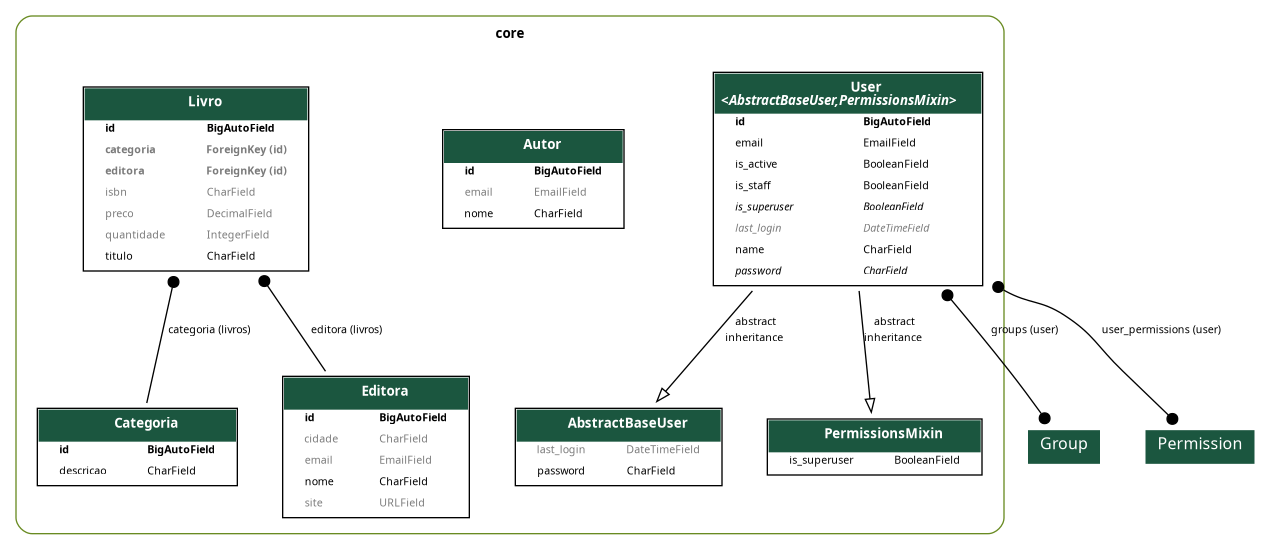 core
Livro
id BigAutoField
categoria ForeignKey (id)
editora ForeignKey (id)
isbn CharField
preco DecimalField
quantidade IntegerField
titulo CharField
Autor
id BigAutoField
email EmailField
nome CharField
User
<AbstractBaseUser,PermissionsMixin>
id BigAutoField
email EmailField
is_active BooleanField
is_staff BooleanField
is_superuser BooleanField
last_login DateTimeField
name CharField
password CharField
categoria (livros)
editora (livros)
abstract
inheritance
abstract
inheritance
groups (user)
user_permissions (user)
Categoria
id BigAutoField
descricao CharField
Editora
id BigAutoField
cidade CharField
email EmailField
nome CharField
site URLField
AbstractBaseUser
last_login DateTimeField
password CharField
PermissionsMixin
is_superuser BooleanField
Group
Permission